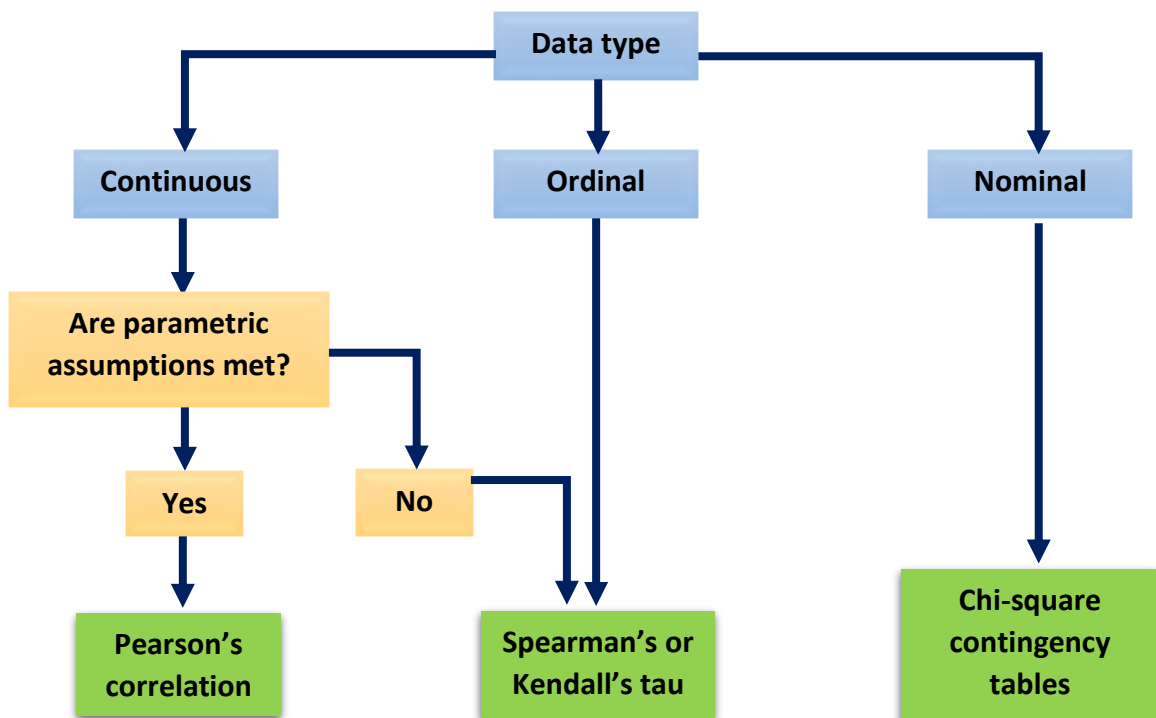 Data type
Continuous
Ordinal
Nominal
Are parametric
assumptions met?
Yes
No
Pearson’s
correlation
Spearman’s or
Kendall’s tau
Chi-square
contingency
tables